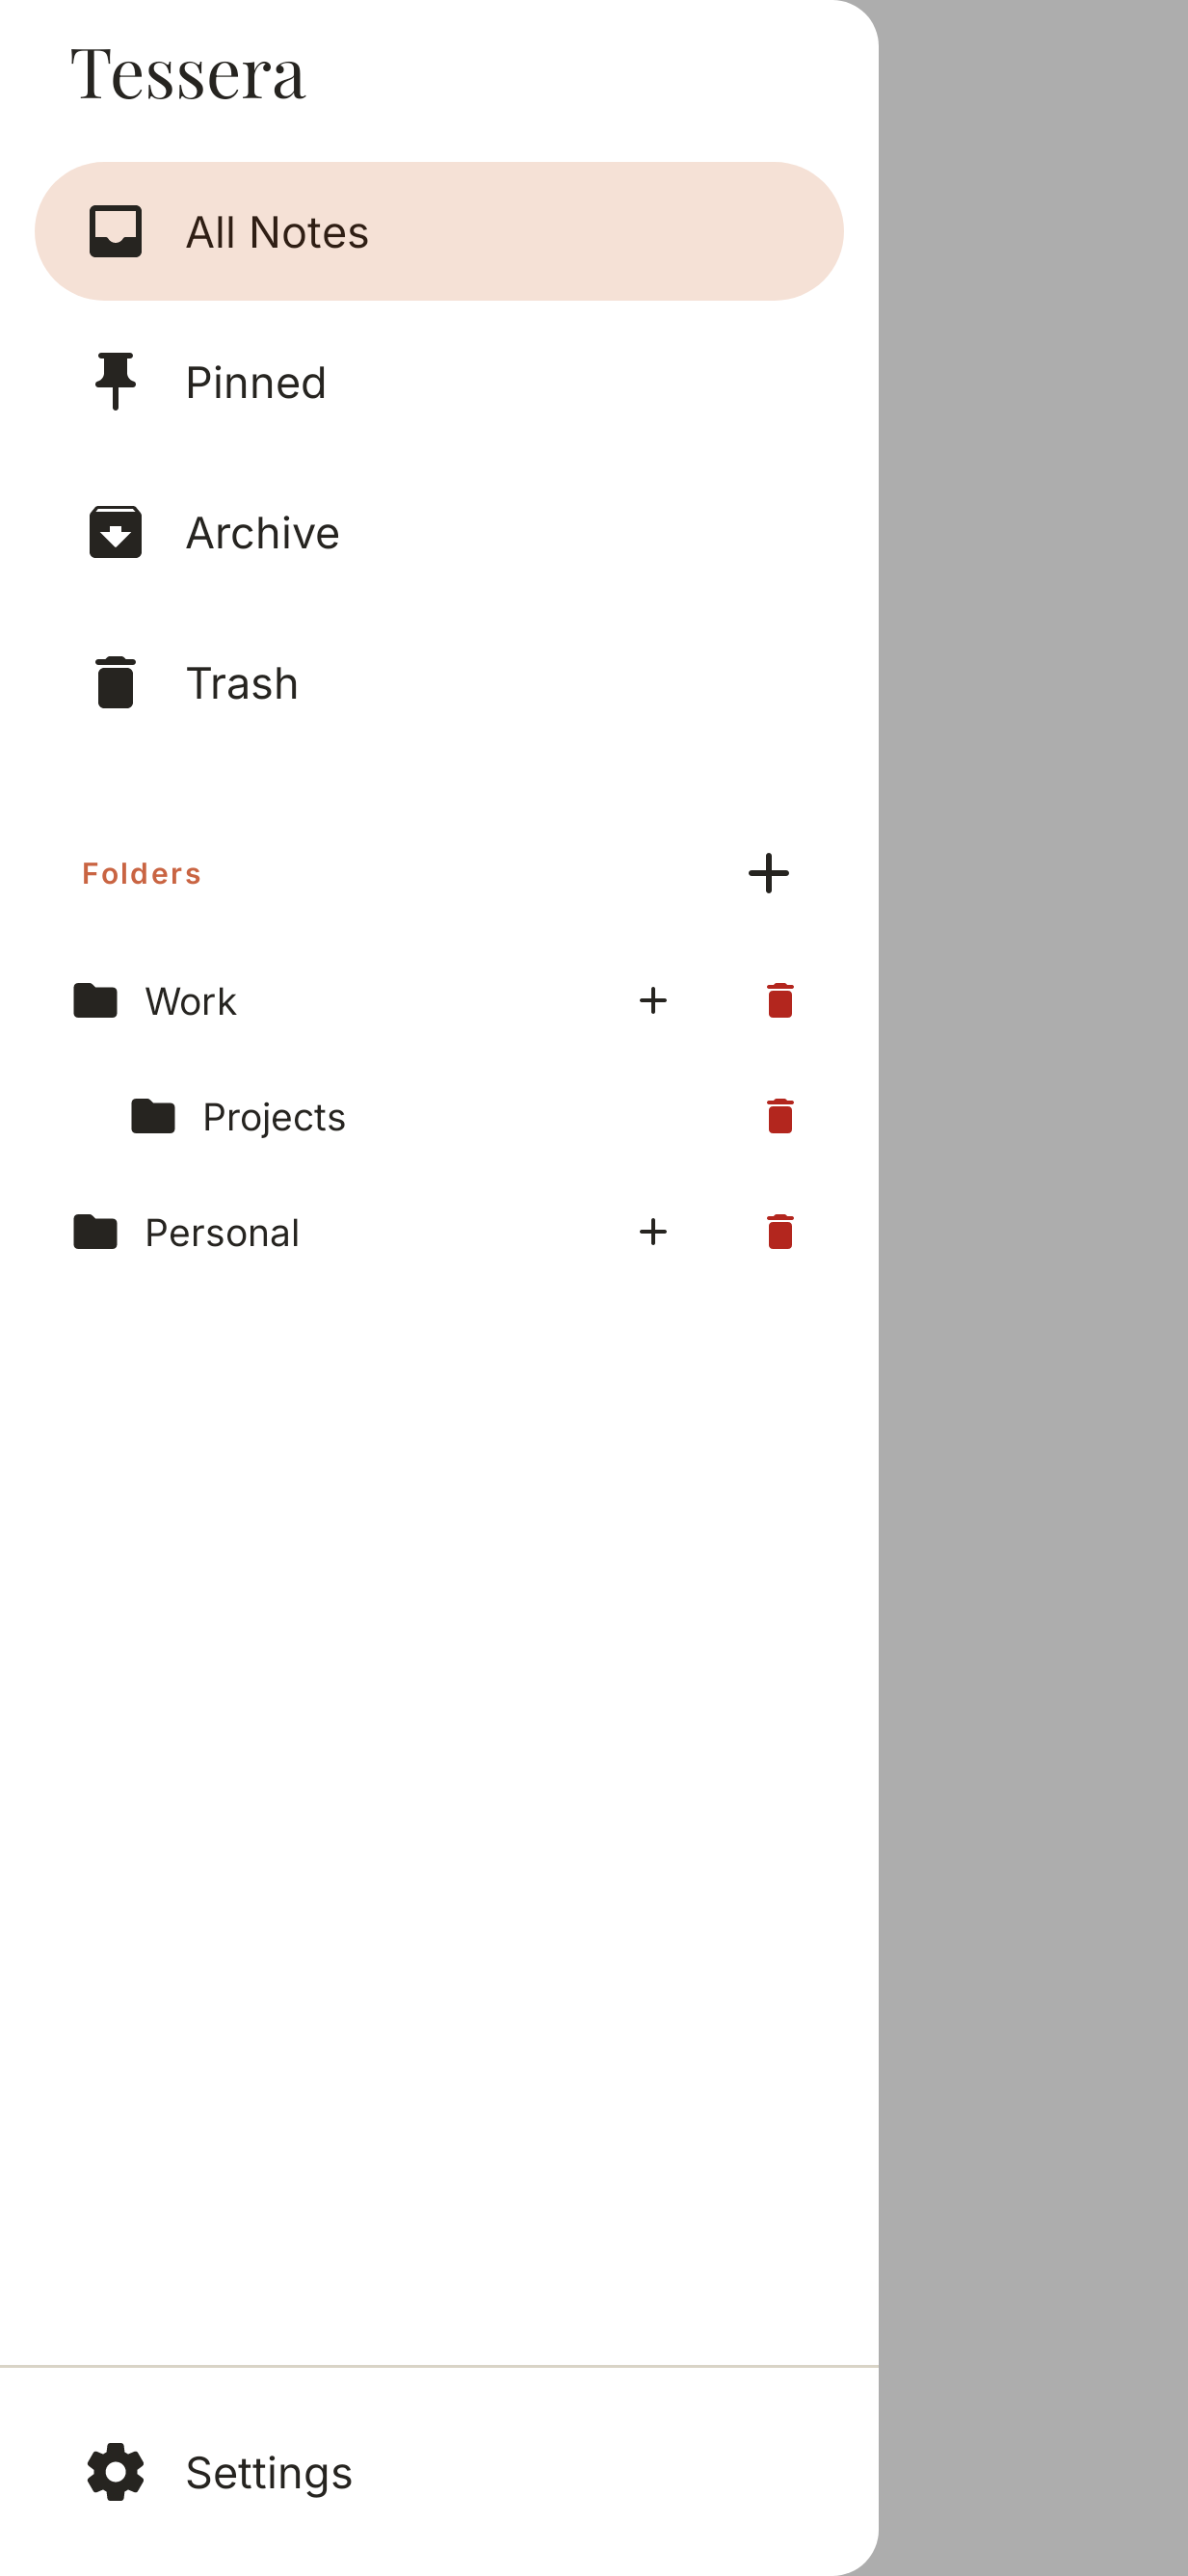 Tessera
All Notes
Pinned
Archive
Trash
Folders
Work
Projects
Personal
Settings